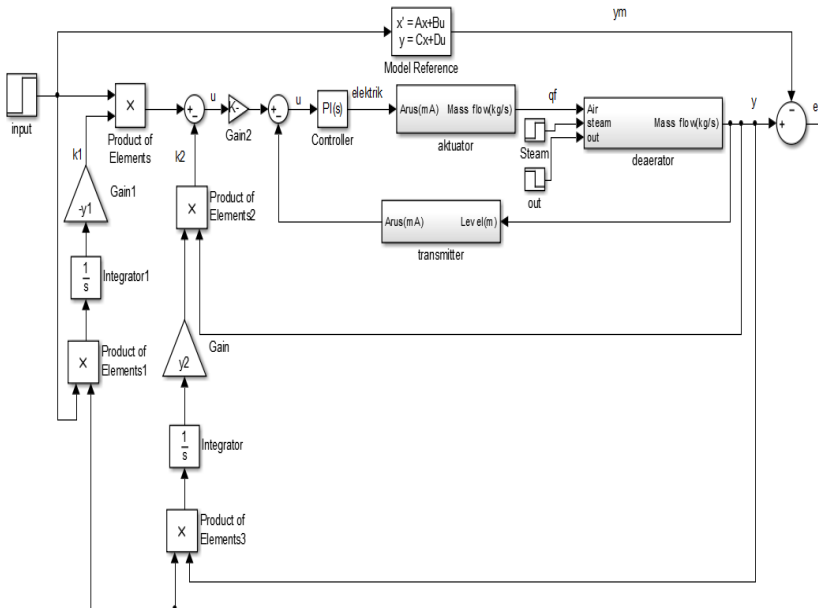 ym
x' = Ax+Bu
y = Cx+Du
Model Reference
input
X
Product of
Elements
+
−
u
K-
Gain2
+
−
u
PI(s)
Controller
elektrik
Arus(mA)
Mass flow(kg/s)
aktuator
qf
Steam
out
Air
steam
out
Mass flow(kg/s)
deaerator
y
+
−
e
k1
Gain1
-y1
k2
X
Product of
Elements2
Arus(mA)
Level(m)
transmitter
1
s
Integrator1
X
Product of
Elements1
y2
Gain
1
s
Integrator
X
Product of
Elements3